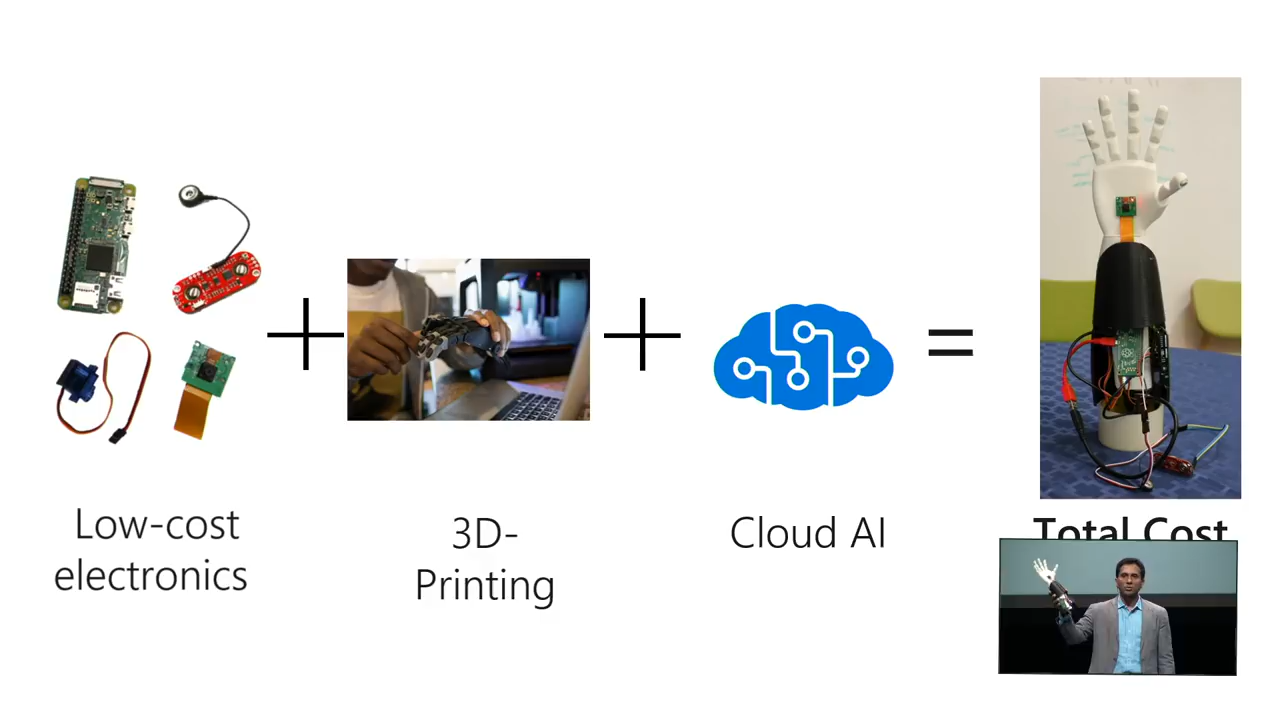 Low-cost
electronics
3D-
Printing
Cloud AI
Total Cost